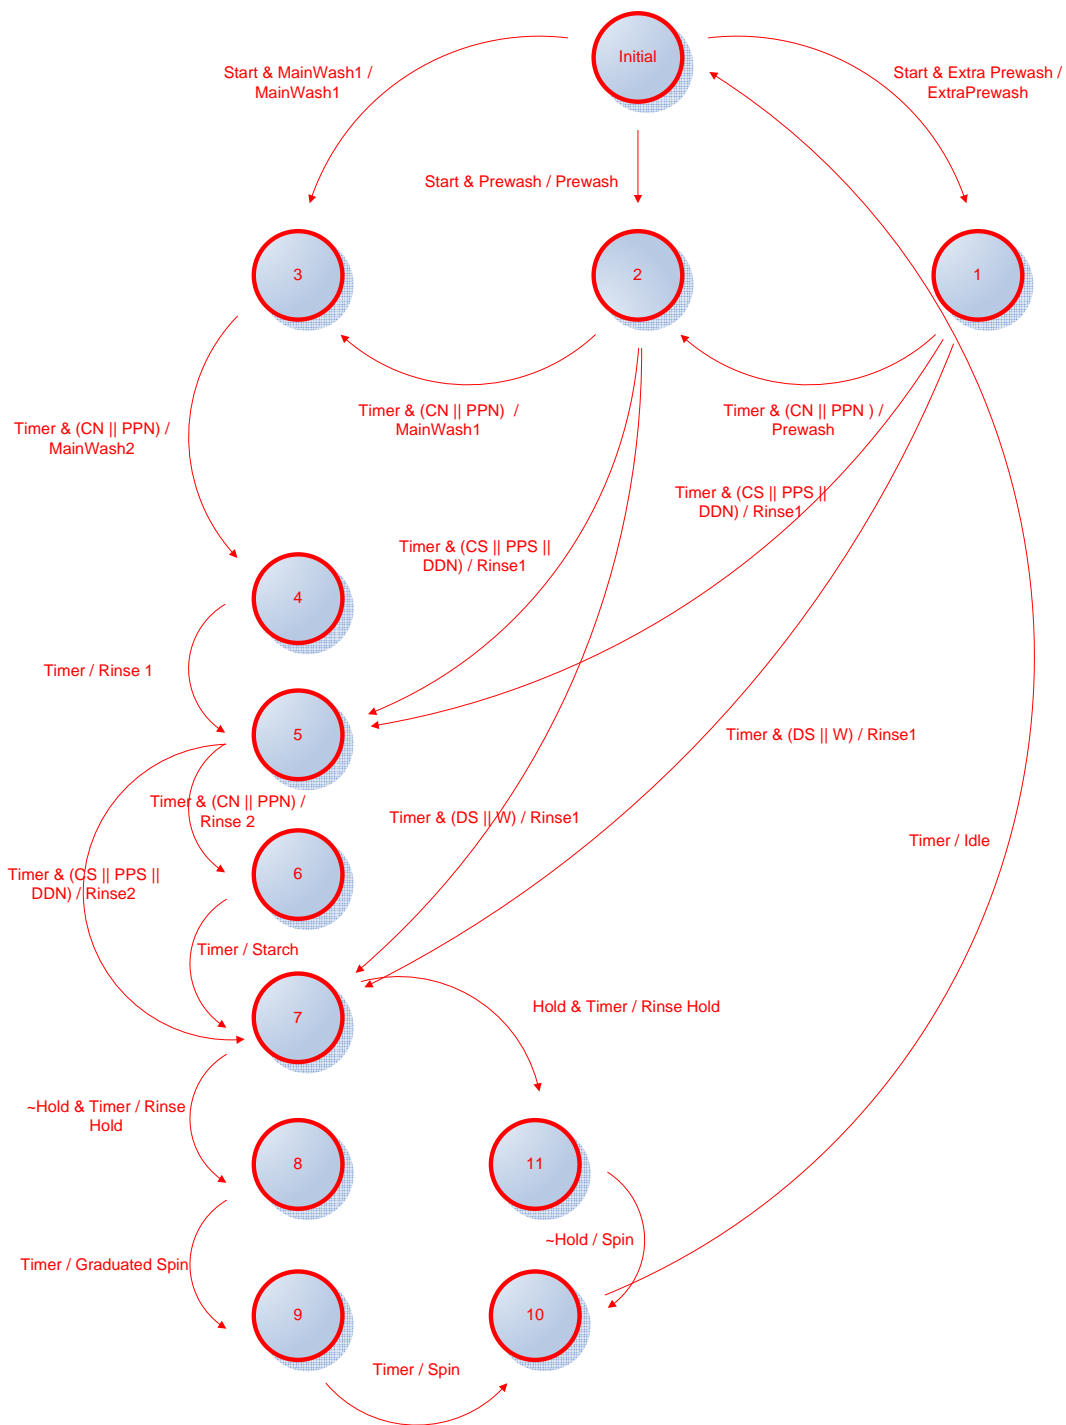 Initial
Start & MainWash1 /
MainWash1
Start & Extra Prewash /
ExtraPrewash
Start & Prewash / Prewash
3
2
1
Timer & (CN || PPN) /
MainWash2
Timer & (CN || PPN)  /
MainWash1
Timer & (CN || PPN ) /
Prewash
Timer & (CS || PPS ||
DDN) / Rinse1
Timer & (CS || PPS ||
DDN) / Rinse1
4
Timer / Rinse 1
5
Timer & (DS || W) / Rinse1
Timer & (CN || PPN) /
Rinse 2
Timer & (DS || W) / Rinse1
Timer / Idle
Timer & (CS || PPS ||
DDN) / Rinse2
6
Timer / Starch
7
Hold & Timer / Rinse Hold
~Hold & Timer / Rinse
Hold
8
11
~Hold / Spin
Timer / Graduated Spin
9
10
Timer / Spin